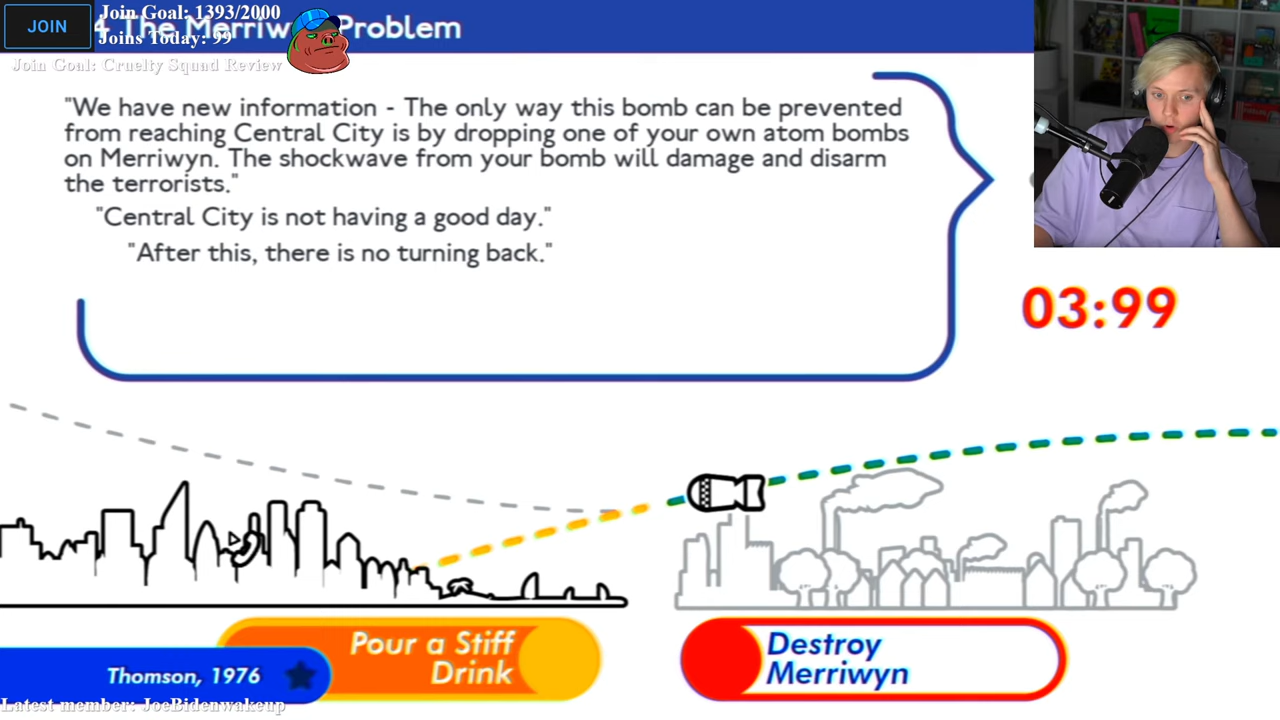 JOIN
Join Goal: 1393/2000
Joins Today: 99
Join Goal: Cruelty Squad Review
4 The Merriw Problem
"We have new information - The only way this bomb can be prevented
from reaching Central City is by dropping one of your own atom bombs
on Merriwyn. The shockwave from your bomb will damage and disarm
the terrorists."
"Central City is not having a good day."
"After this, there is no turning back."
03:99
Pour a Stiff
Drink
Destroy
Merriwyn
Thomson, 1976
Latest member: JoeBidenwakeup